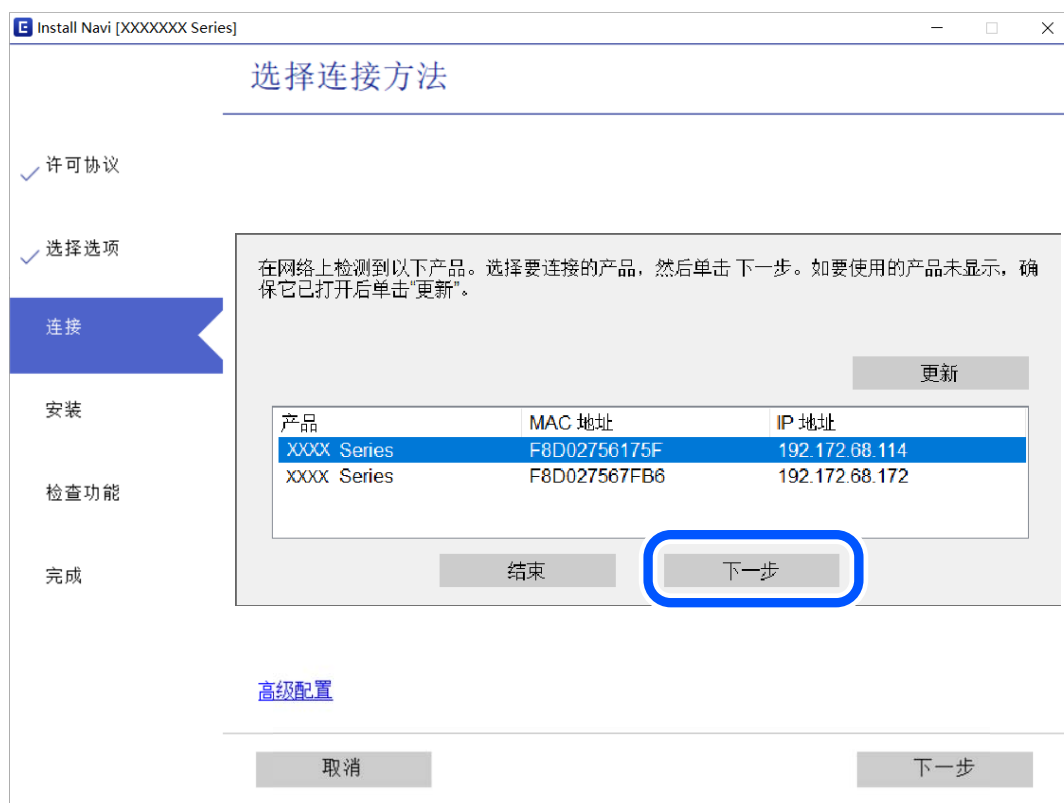 Install Navi [XXXXXXX Series]
选择连接方法
许可协议
选择选项
连接
安装
检查功能
完成
在网络上检测到以下产品。选择要连接的产品，然后单击 下一步。如要使用的产品未显示，确
保它已打开后单击“更新”。
更新
产品 MAC 地址 IP 地址
XXXX Series F8D02756175F 192.172.68.114
XXXX Series F8D027567FB6 192.172.68.172
结束 下一步
高级配置
取消 下一步